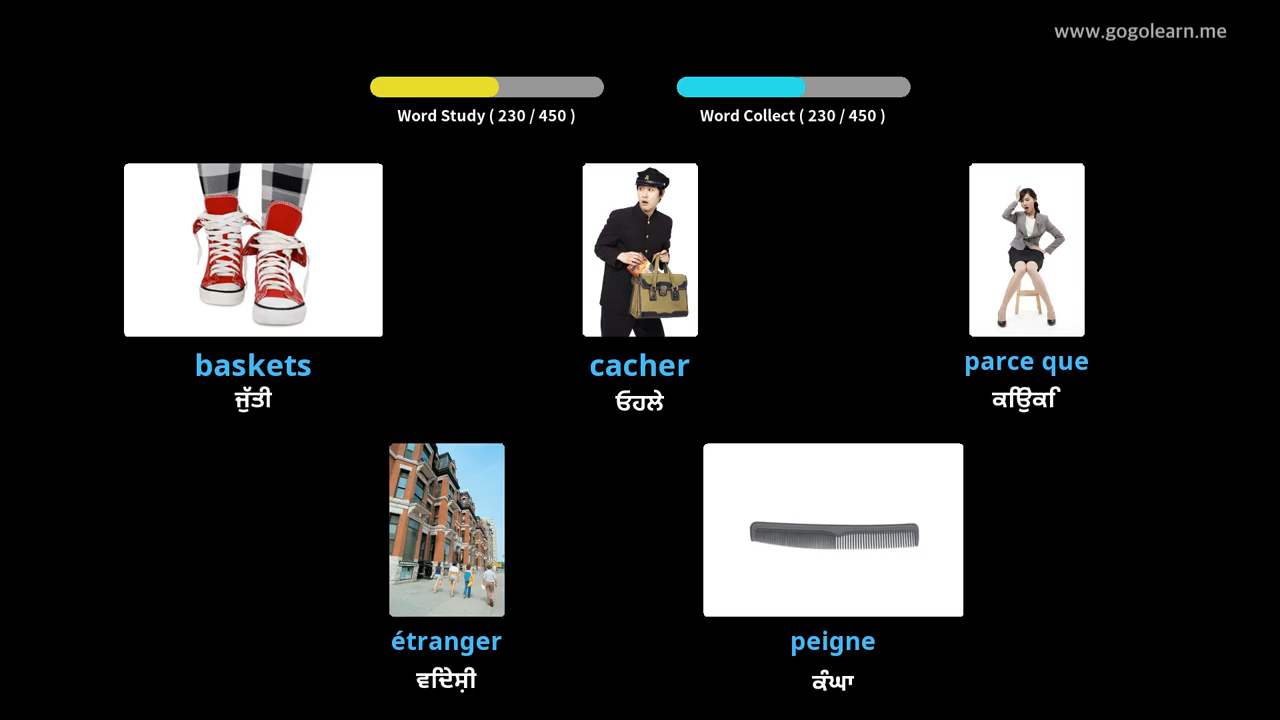 www.gogolearn.me
Word Study ( 230 / 450 )
Word Collect ( 230 / 450 )
baskets
ਜੁੱਤੀ
cacher
ਓਹਲੇ
parce que
ਕਉਿਂਕ਼ਿ
étranger
ਵਦਿੇਸ਼ੀ
peigne
ਕੰਘਾ